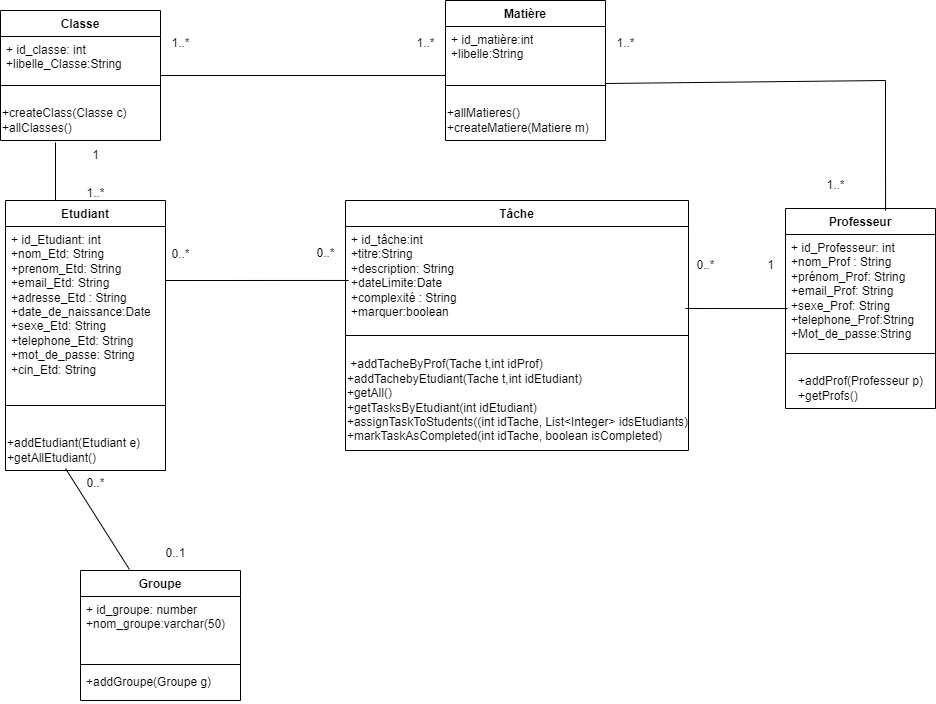 Classe
+ id_classe: int
+libelle_Classe:String
+createClass(Classe c)
+allClasses()
1..*
1..*
Matière
+ id_matière:int
+libelle:String
+allMatieres()
+createMatiere(Matiere m)
1..*
1
1..*
1..*
Etudiant
+ id_Etudiant: int
+nom_Etd: String
+prenom_Etd: String
+email_Etd: String
+adresse_Etd : String
+date_de_naissance:Date
+sexe_Etd: String
+telephone_Etd: String
+mot_de_passe: String
+cin_Etd: String
+addEtudiant(Etudiant e)
+getAllEtudiant()
0..*
0..*
Tâche
+ id_tâche:int
+titre:String
+description: String
+dateLimite:Date
+complexité : String
+marquer:boolean
+addTacheByProf(Tache t,int idProf)
+addTachebyEtudiant(Tache t,int idEtudiant)
+getAll()
+getTasksByEtudiant(int idEtudiant)
+assignTaskToStudents((int idTache, List<Integer> idsEtudiants)
+markTaskAsCompleted(int idTache, boolean isCompleted)
0..*
1
Professeur
+ id_Professeur: int
+nom_Prof : String
+prénom_Prof: String
+email_Prof: String
+sexe_Prof: String
+telephone_Prof:String
+Mot_de_passe:String
+addProf(Professeur p)
+getProfs()
0..*
0..1
Groupe
+ id_groupe: number
+nom_groupe:varchar(50)
+addGroupe(Groupe g)